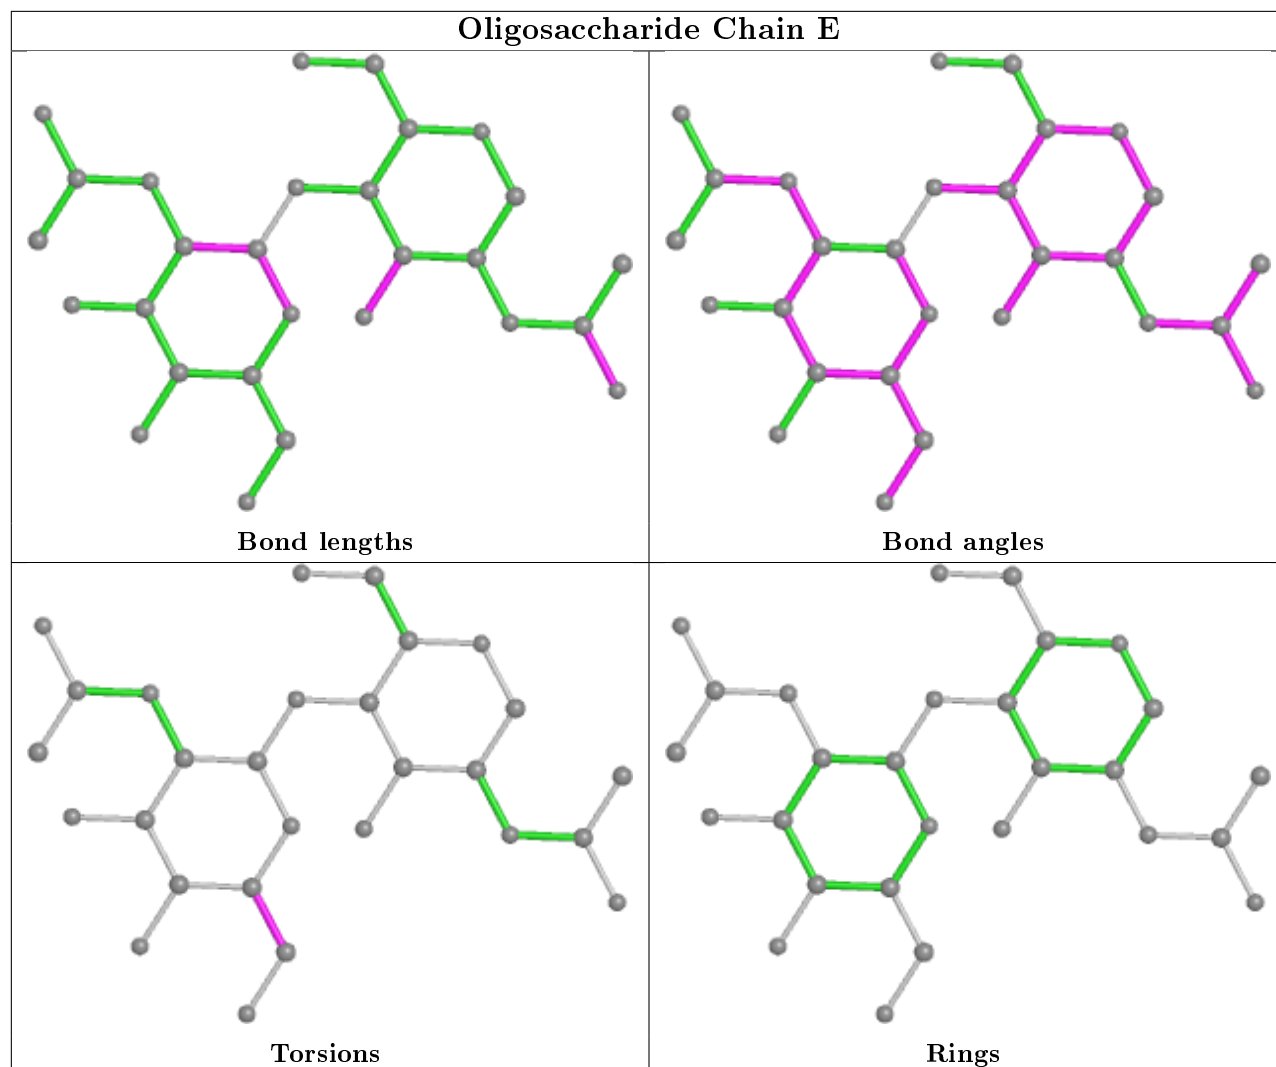 Oligosaccharide Chain E
Bond lengths
Bond angles
Torsions
Rings